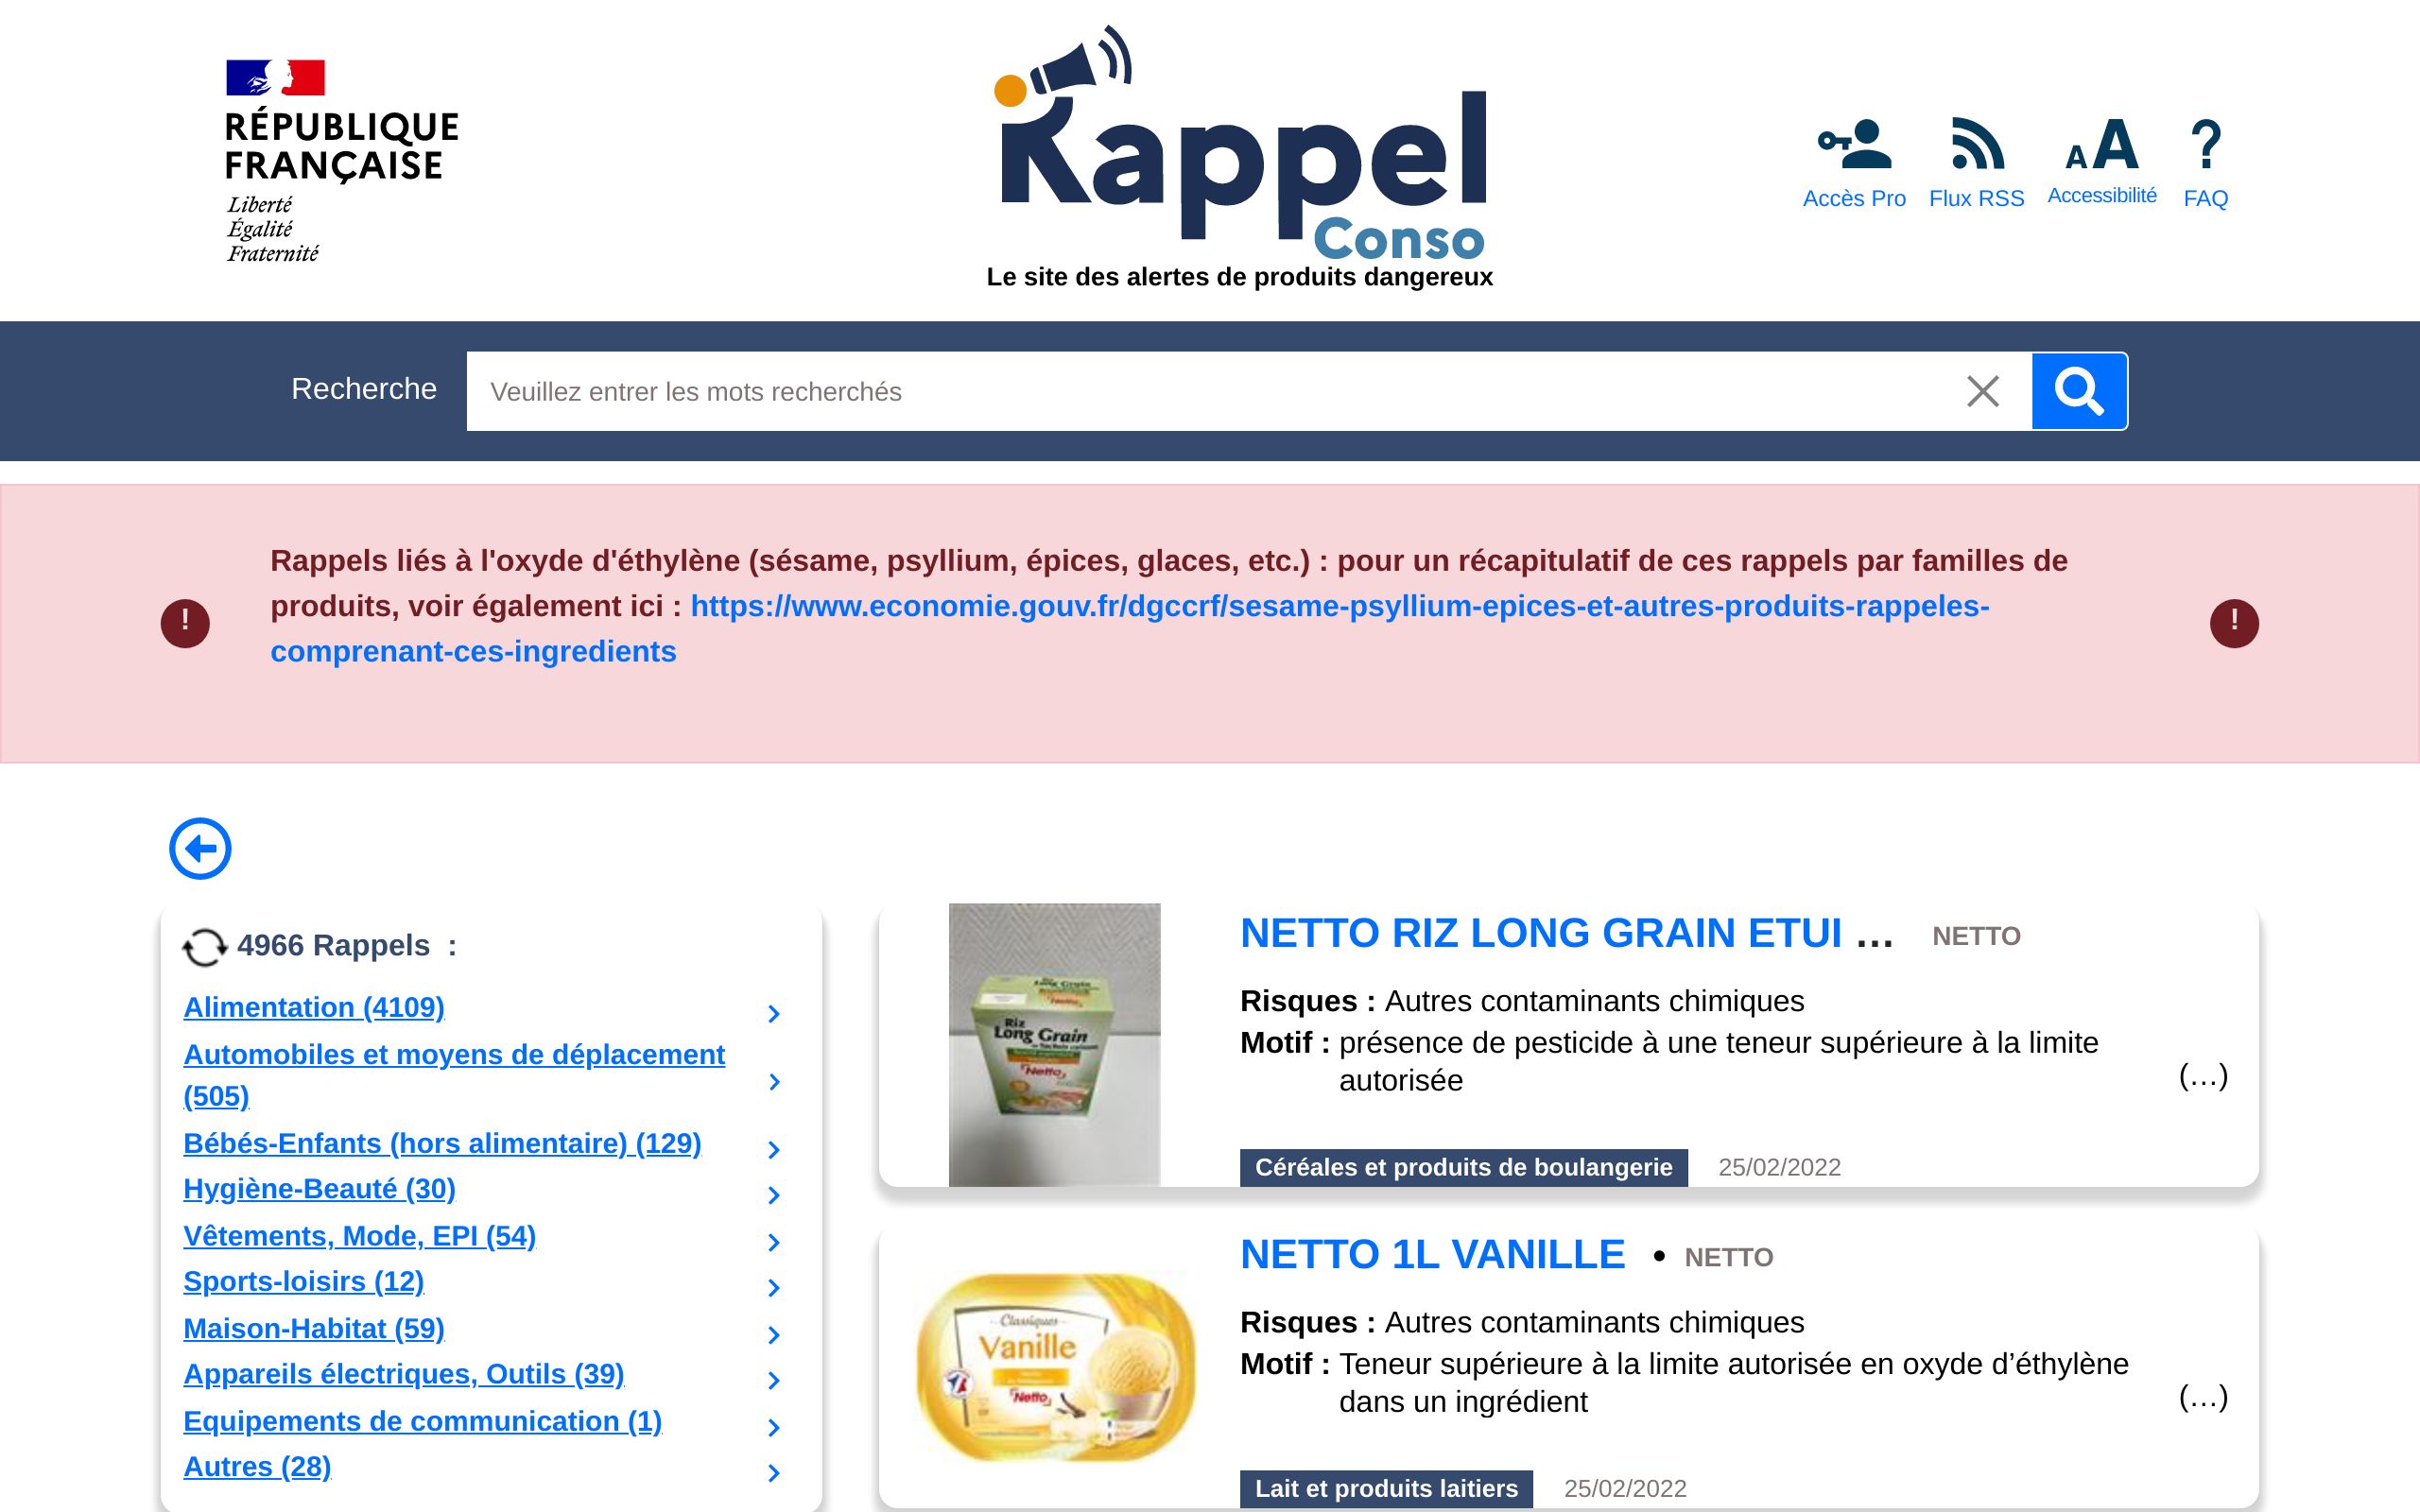 RÉPUBLIQUE
FRANÇAISE
Liberté
Égalité
Fraternité
Rappel
Conso
Le site des alertes de produits dangereux
Accès Pro
Flux RSS
AA
Accessibilité
?
FAQ
Recherche
Veuillez entrer les mots recherchés
!
Rappels liés à l'oxyde d'éthylène (sésame, psyllium, épices, glaces, etc.) : pour un récapitulatif de ces rappels par familles de
produits, voir également ici : https://www.economie.gouv.fr/dgccrf/sesame-psyllium-epices-et-autres-produits-rappeles-
comprenant-ces-ingredients
!
4966 Rappels :
Alimentation (4109)
Automobiles et moyens de déplacement
(505)
Bébés-Enfants (hors alimentaire) (129)
Hygiène-Beauté (30)
Vêtements, Mode, EPI (54)
Sports-loisirs (12)
Maison-Habitat (59)
Appareils électriques, Outils (39)
Equipements de communication (1)
Autres (28)
Riz
Long Grain
Netto
NETTO RIZ LONG GRAIN ETUI ... NETTO
Risques : Autres contaminants chimiques
Motif : présence de pesticide à une teneur supérieure à la limite
autorisée
(…)
Céréales et produits de boulangerie 25/02/2022
Classiques
Vanille
Netto
NETTO 1L VANILLE • NETTO
Risques : Autres contaminants chimiques
Motif : Teneur supérieure à la limite autorisée en oxyde d’éthylène
dans un ingrédient
(…)
Lait et produits laitiers 25/02/2022